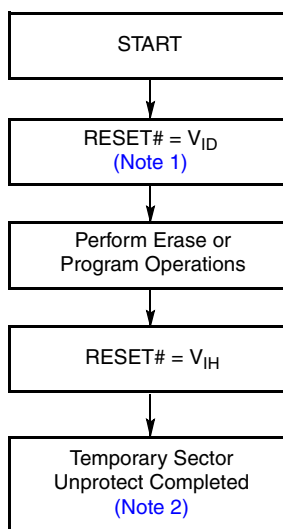 START
RESET# = VID
(Note 1)
Perform Erase or
Program Operations
RESET# = VIH
Temporary Sector
Unprotect Completed
(Note 2)